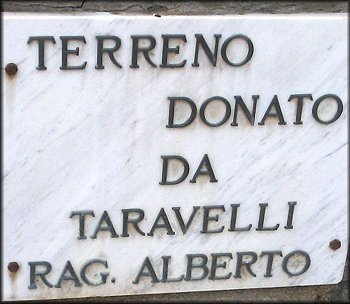 TERRENO
DONATO
DA
TARAVELLI
RAG. ALBERTO